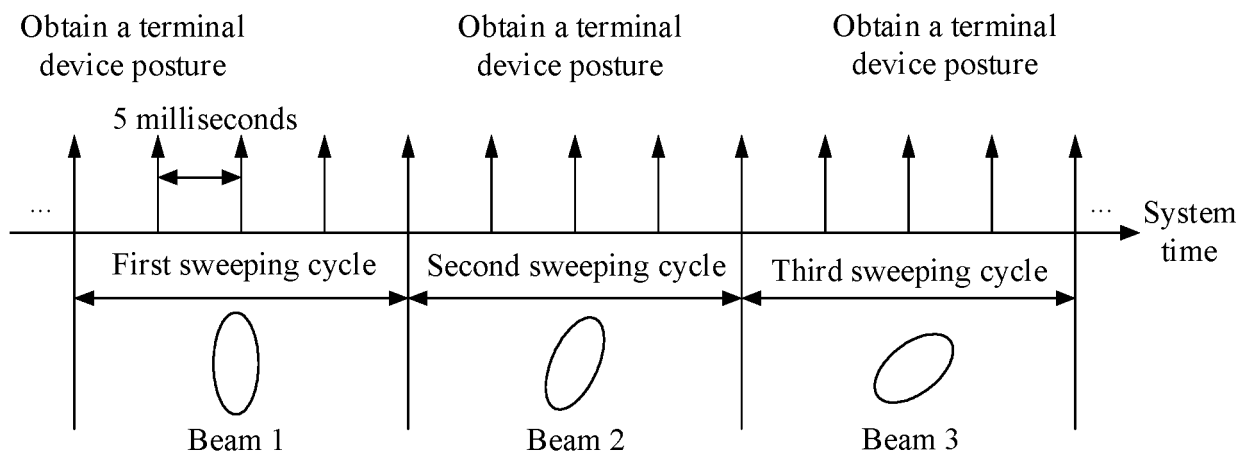 Obtain a terminal
device posture
Obtain a terminal
device posture
Obtain a terminal
device posture
5 milliseconds
...
...
System
time
First sweeping cycle
Second sweeping cycle
Third sweeping cycle
Beam 1
Beam 2
Beam 3